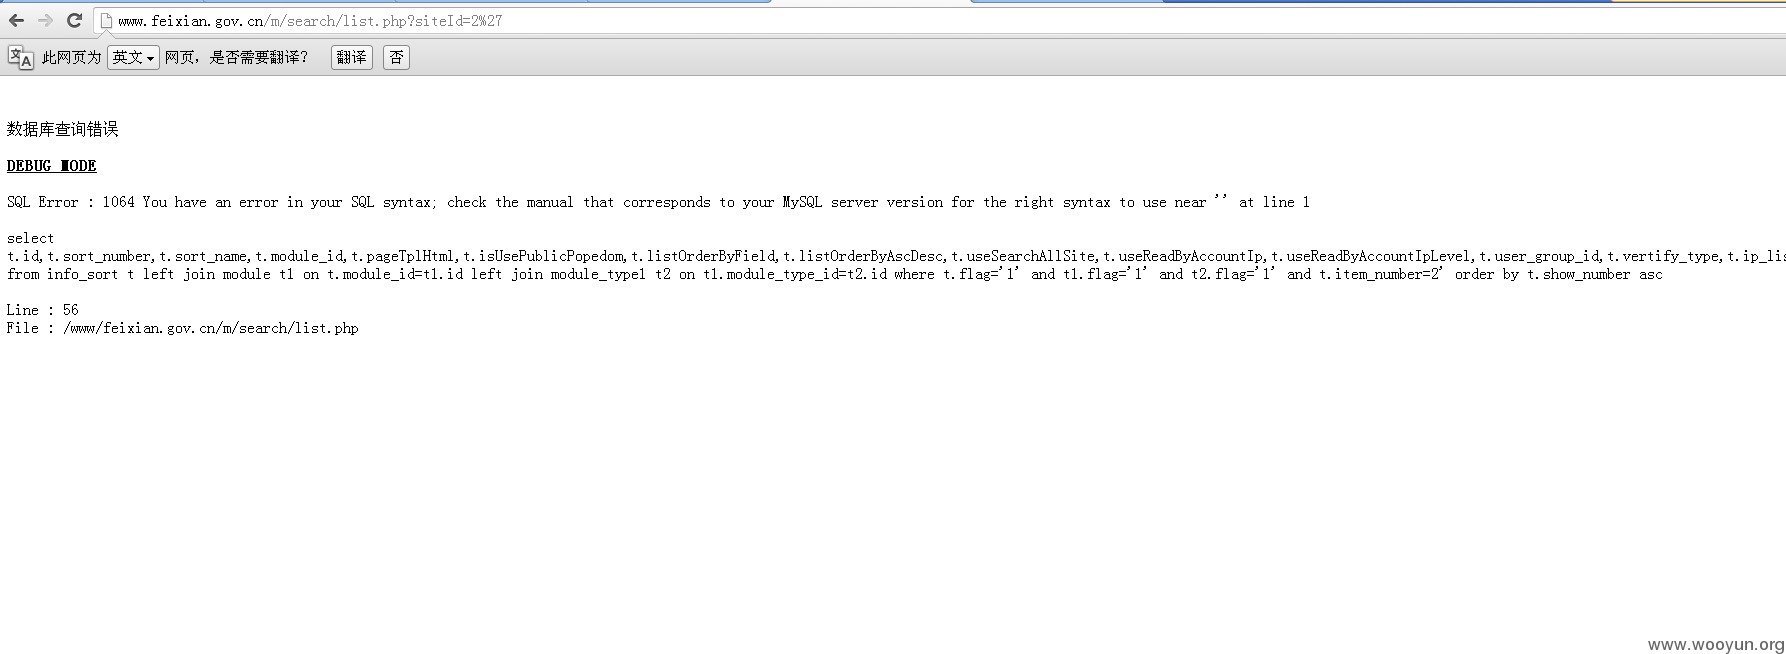 www.feixian.gov.cn/m/search/list.php?siteId=2%27
此网页为 英文 网页，是否需要翻译？ 翻译 否
数据库查询错误
DEBUG MODE
SQL Error : 1064 You have an error in your SQL syntax; check the manual that corresponds to your MySQL server version for the right syntax to use near '' at line 1
select
t.id,t.sort_number,t.sort_name,t.module_id,t.pageTplHtml,t.isUsePublicPopedom,t.listOrderByField,t.listOrderByAscDesc,t.useSearchAllSite,t.useReadByAccountIp,t.useReadByAccountIpLevel,t.user_group_id,t.vertify_type,t.ip_lis
from info_sort t left join module t1 on t.module_id=t1.id left join module_type1 t2 on t1.module_type_id=t2.id where t.flag='1' and t1.flag='1' and t2.flag='1' and t.item_number=2' order by t.show_number asc
Line : 56
File : /www/feixian.gov.cn/m/search/list.php
www.wooyun.org